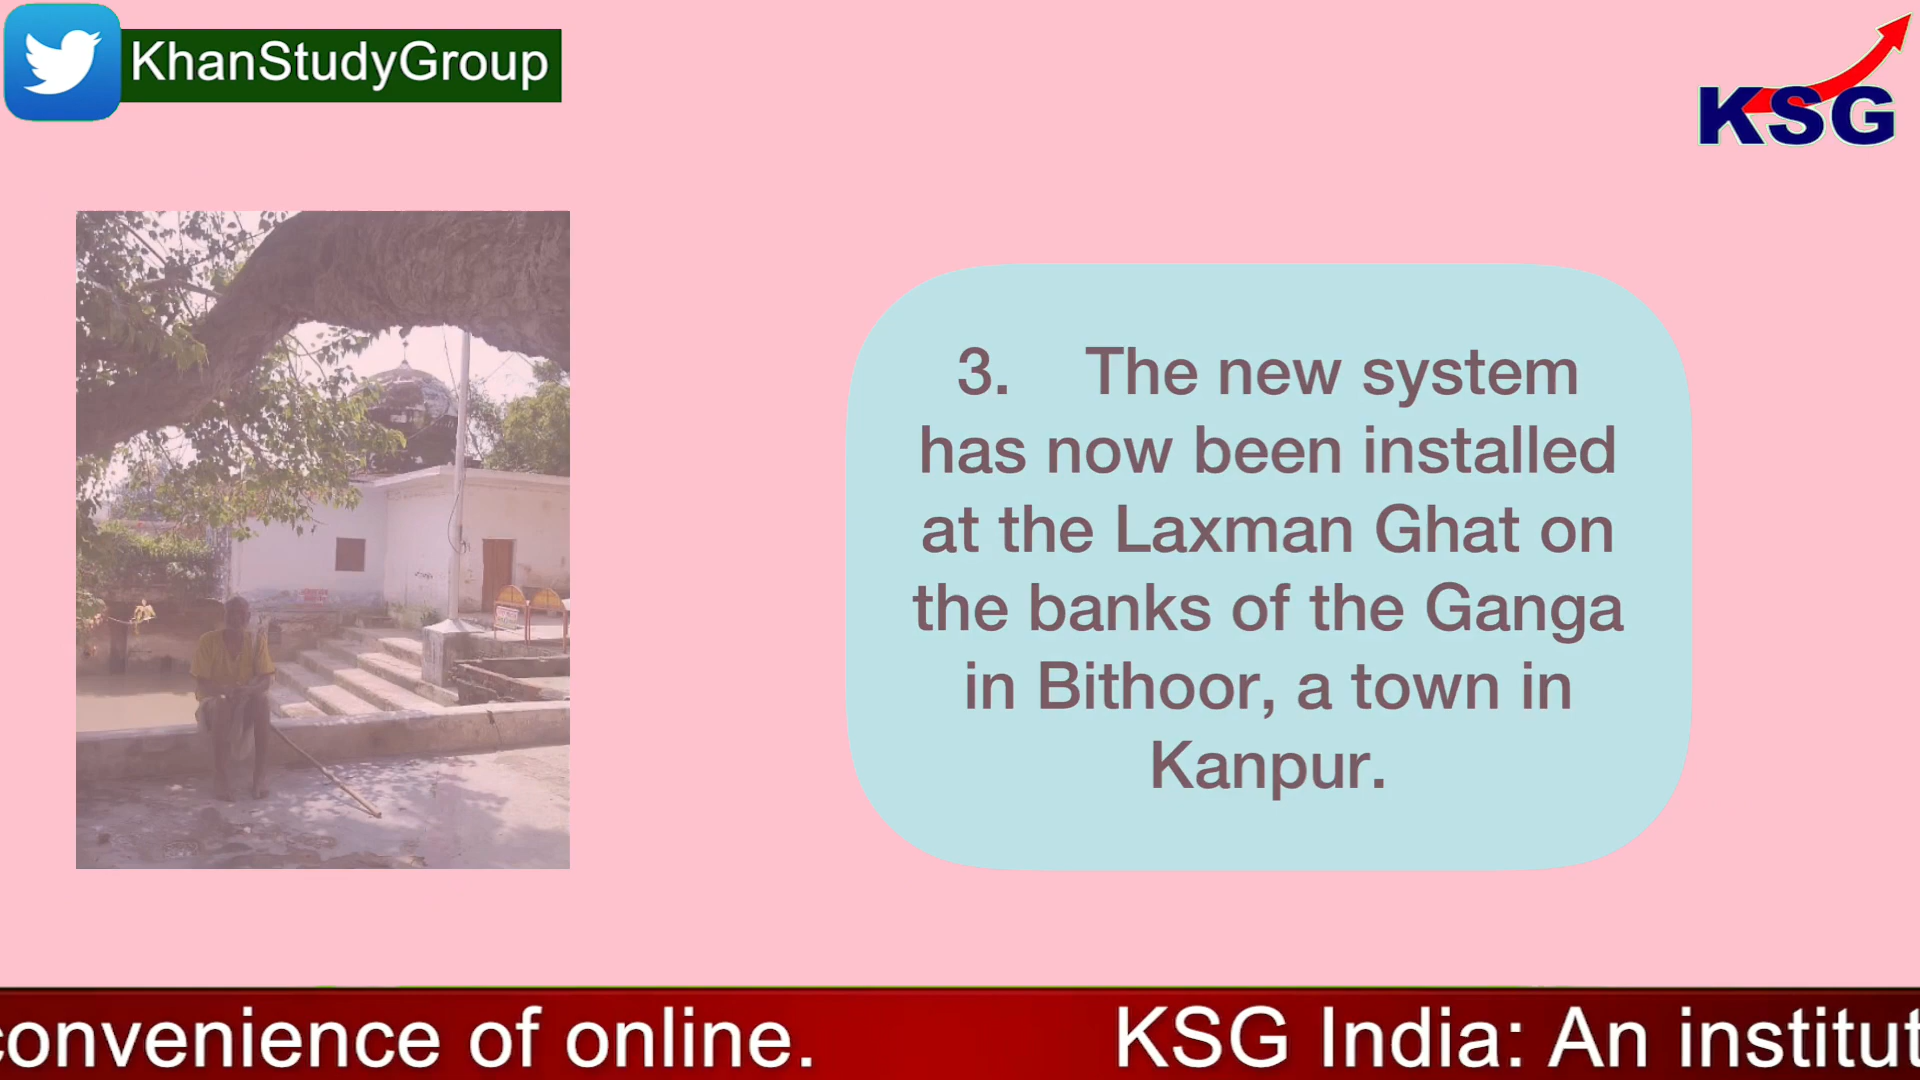 KhanStudyGroup
KSG
3. The new system
has now been installed
at the Laxman Ghat on
the banks of the Ganga
in Bithoor, a town in
Kanpur.
convenience of online. KSG India: An institut